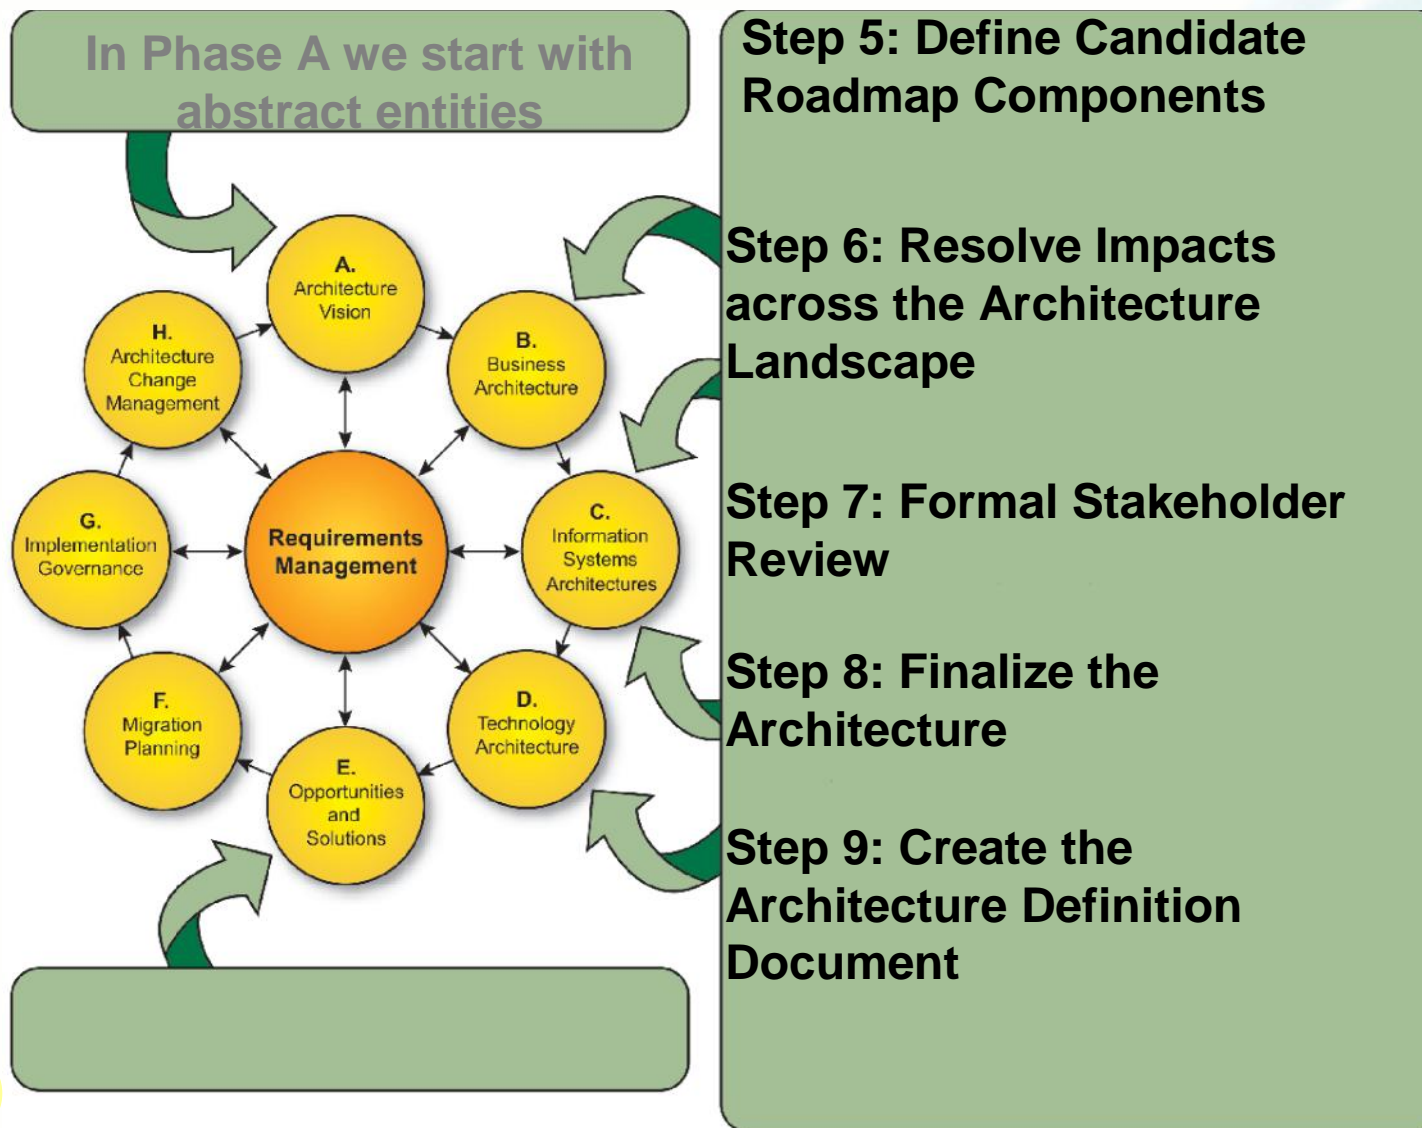 In Phase A we start with
abstract entities
Step 5: Define Candidate
Roadmap Components
Step 6: Resolve Impacts
across the Architecture
Landscape
Step 7: Formal Stakeholder
Review
Step 8: Finalize the
Architecture
Step 9: Create the
Architecture Definition
Document
A.
Architecture
Vision
B.
Business
Architecture
C.
Information
Systems
Architectures
D.
Technology
Architecture
E.
Opportunities
and
Solutions
F.
Migration
Planning
G.
Implementation
Governance
H.
Architecture
Change
Management
Requirements
Management